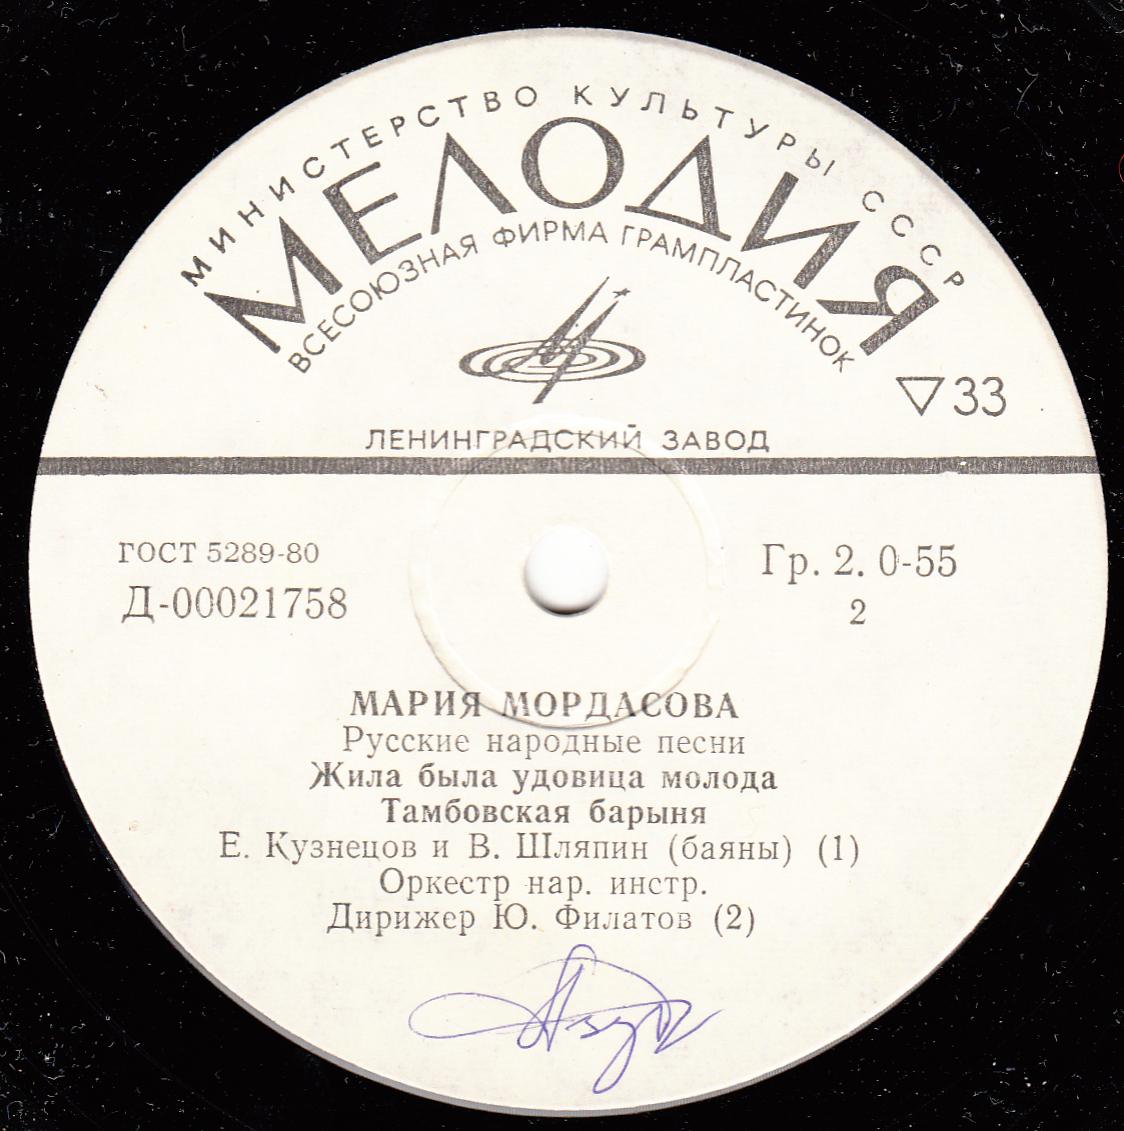 МИНИСТЕРСТВО КУЛЬТУРЫ СССР
МЕЛОДИЯ
ВСЕСОЮЗНАЯ ФИРМА ГРАМПЛАСТИНОК
▽33
ЛЕНИНГРАДСКИЙ ЗАВОД
ГОСТ 5289-80
Гр. 2. 0-55
Д-00021758
2
МАРИЯ МОРДАСОВА
Русские народные песни
Жила была удовица молода
Тамбовская барыня
Е. Кузнецов и В. Шляпин (баяны) (1)
Оркестр нар. инстр.
Дирижер Ю. Филатов (2)